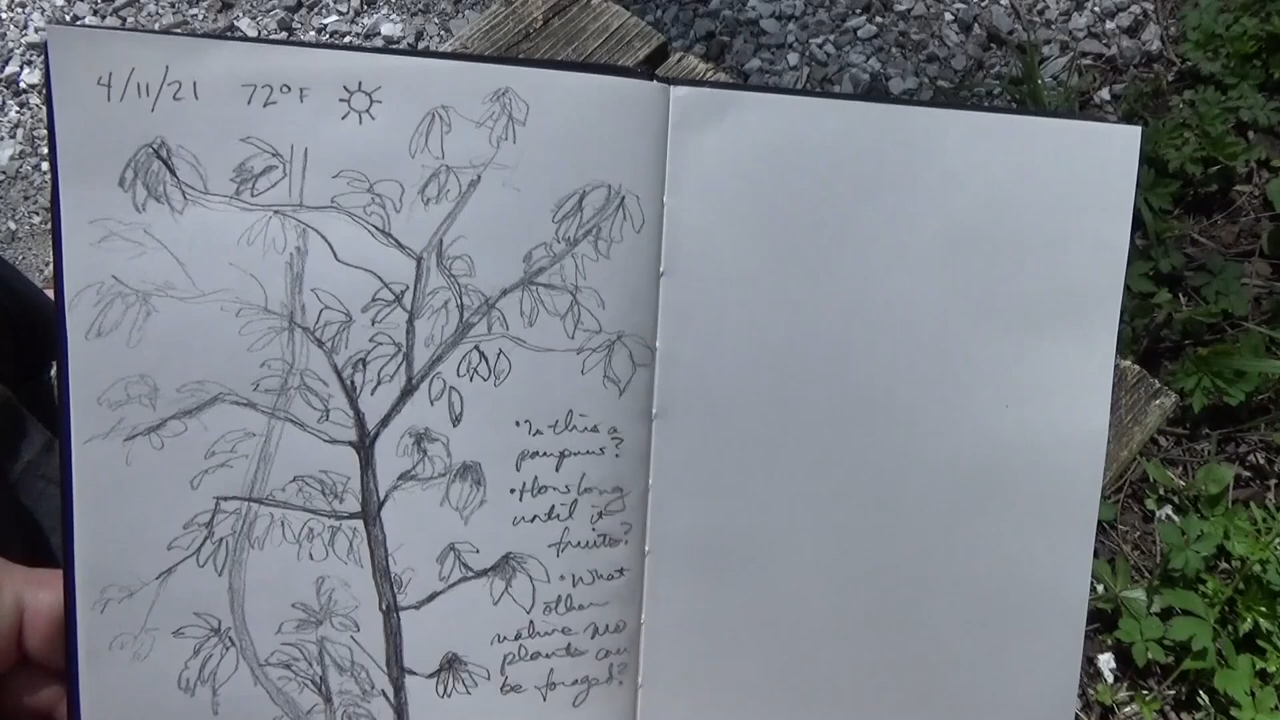 4/11/21 72°F
• Is this a
pawpaw?
• How long
until it
fruits?
• What
other
native MO
plants can
be foraged?